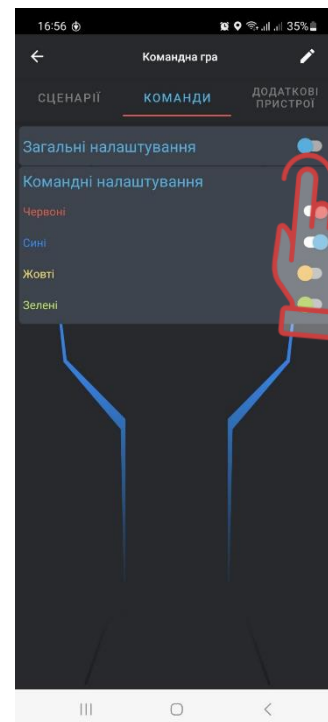 16:56 35%
Командна гра
СЦЕНАРІЇ КОМАНДИ ДОДАТКОВІ
ПРИСТРОЇ
Загальні налаштування
Командні налаштування
Червоні
Сині
Жовті
Зелені